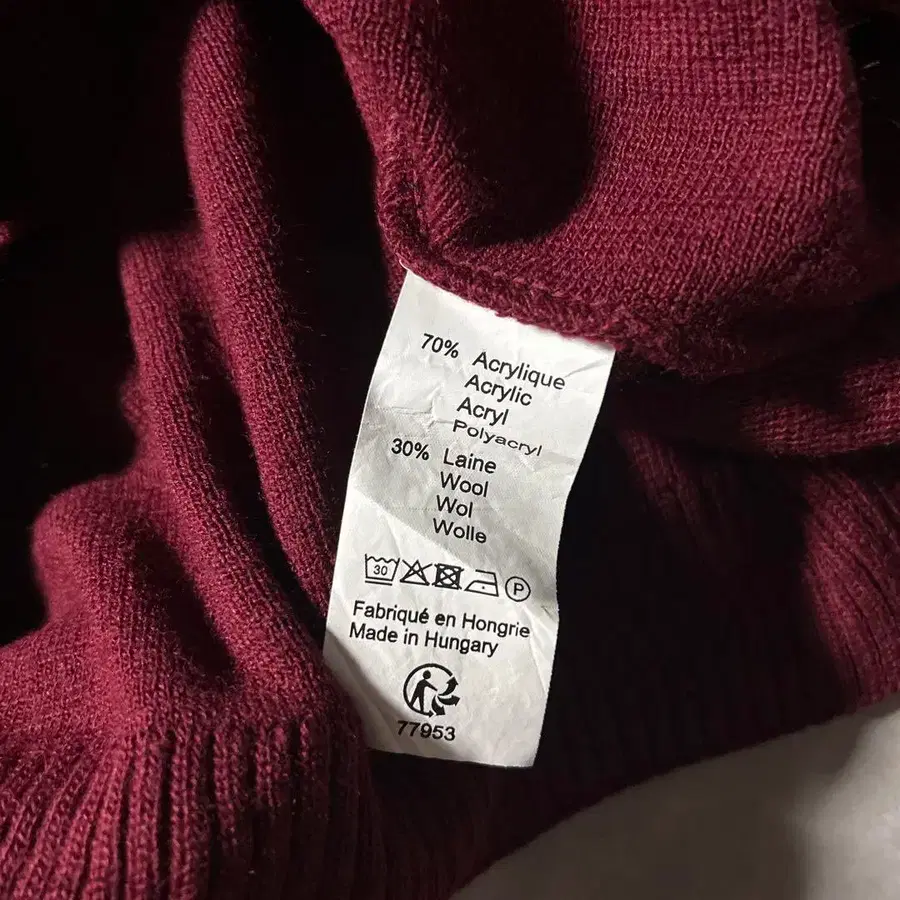 70% Acrylique
Acrylic
Acryl
Polyacryl
30% Laine
Wool
Wol
Wolle
30 P
Fabriqué en Hongrie
Made in Hungary
77953